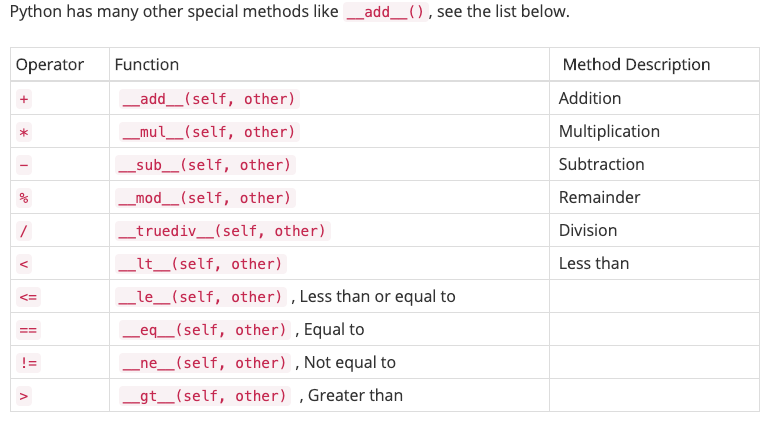 Python has many other special methods like __add__() , see the list below.
Operator Function Method Description
+ __add__(self, other) Addition
* __mul__(self, other) Multiplication
− __sub__(self, other) Subtraction
% __mod__(self, other) Remainder
/ __truediv__(self, other) Division
< __lt__(self, other) Less than
<= __le__(self, other) , Less than or equal to
== __eq__(self, other) , Equal to
!= __ne__(self, other) , Not equal to
> __gt__(self, other) , Greater than